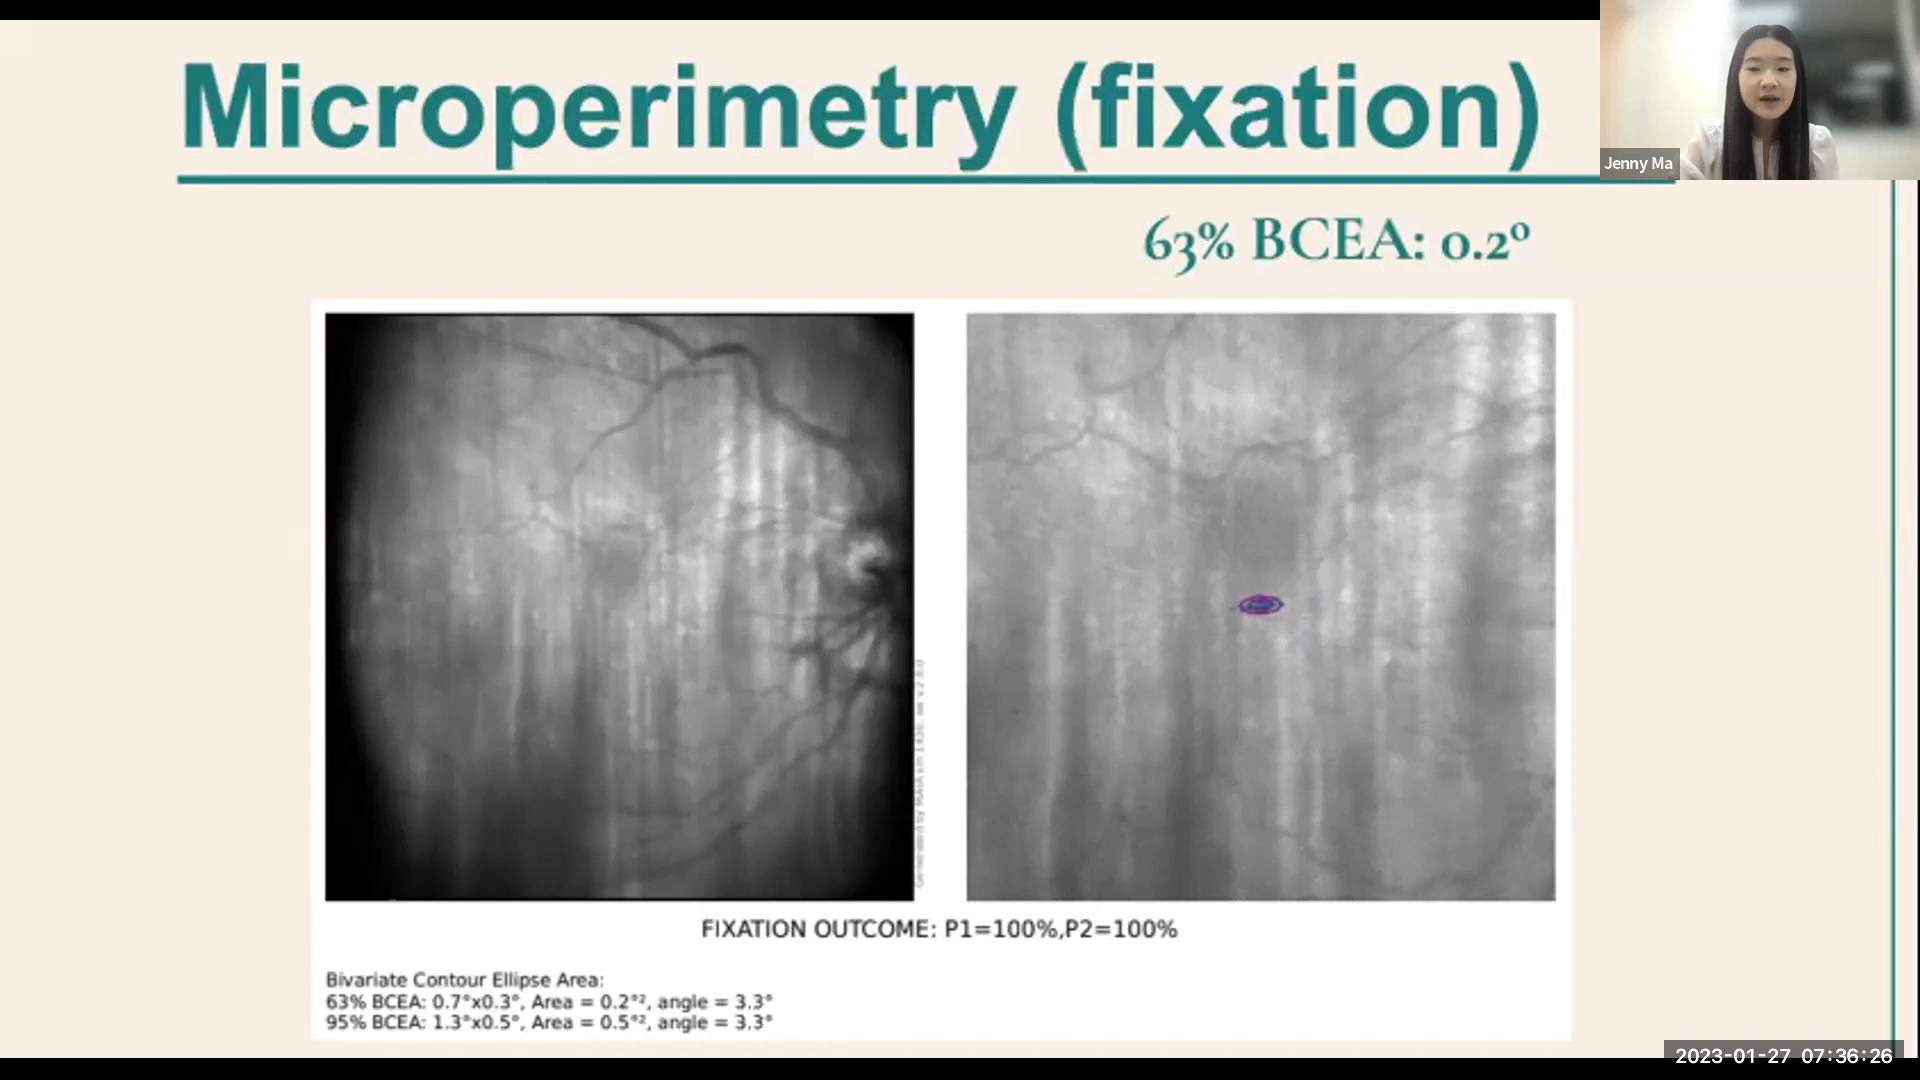 Microperimetry (fixation)
Jenny Ma
63% BCEA: 0.2º
FIXATION OUTCOME: P1=100%,P2=100%
Bivariate Contour Ellipse Area:
63% BCEA: 0.7°x0.3°, Area = 0.2°², angle = 3.3°
95% BCEA: 1.3°x0.5°, Area = 0.5°², angle = 3.3°
2023-01-27 07:36:26